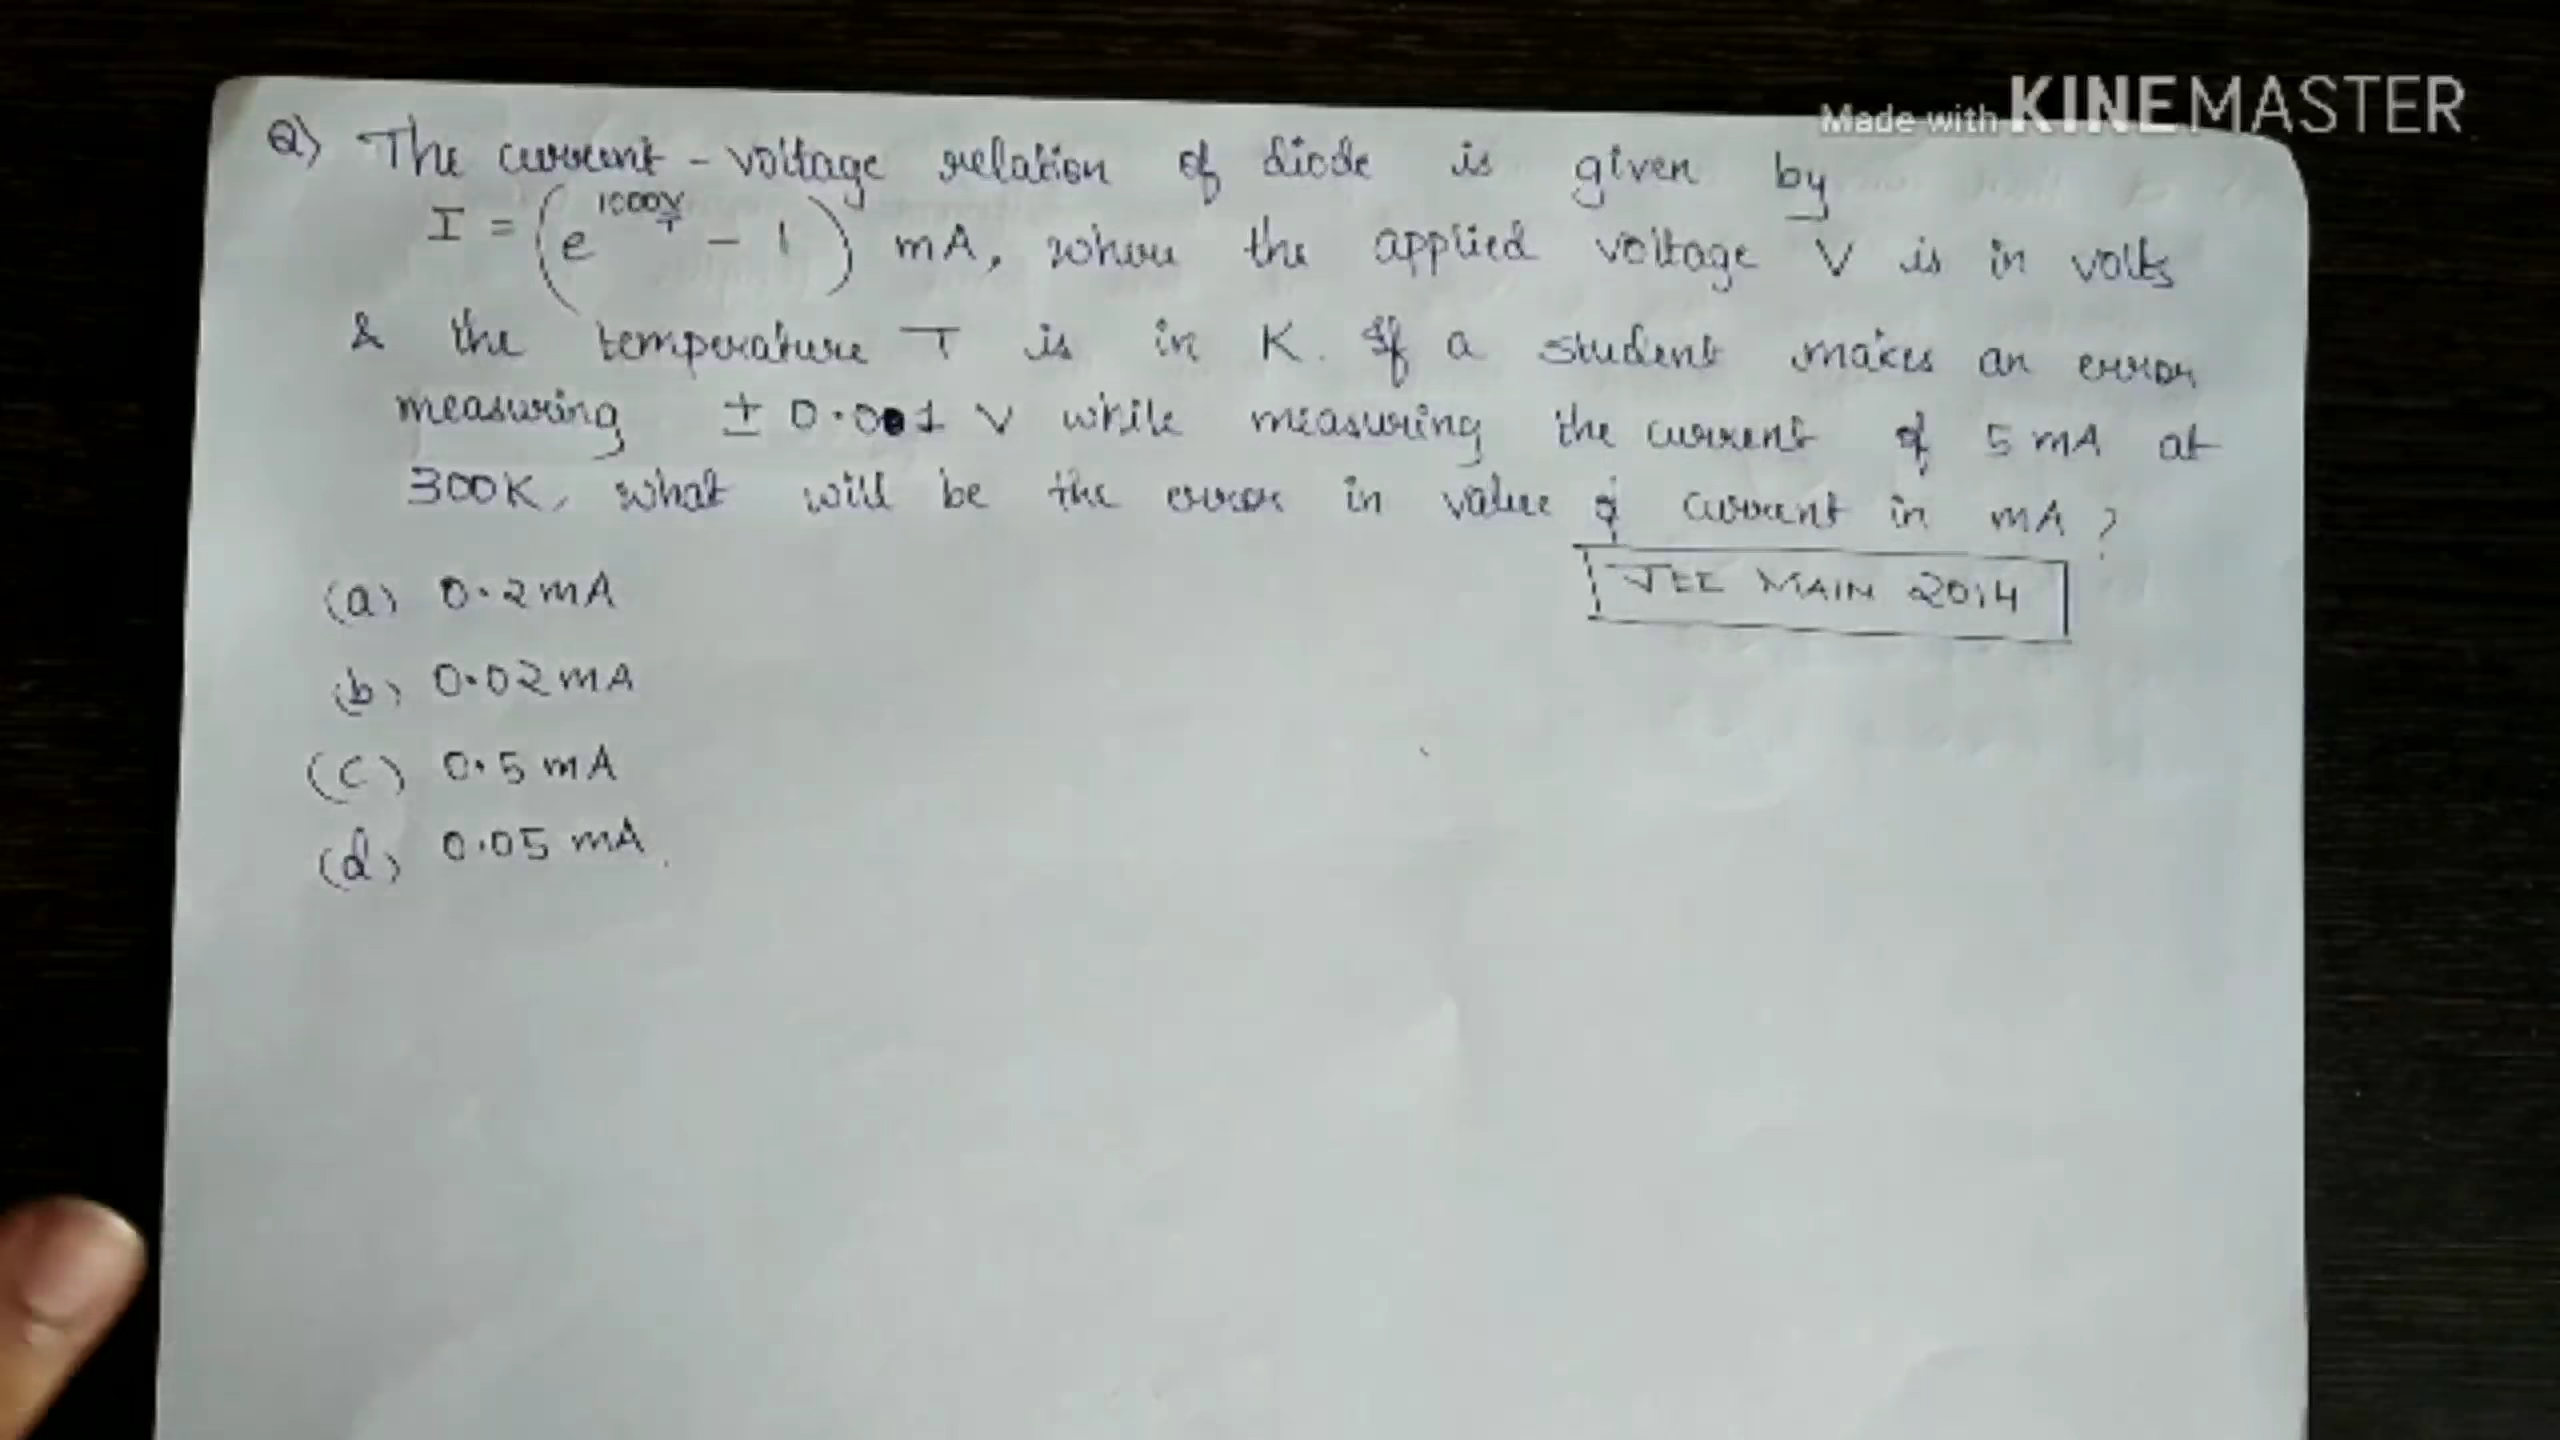 Made with KINEMASTER
Q) The current - voltage relation of diode is given by
I = (e^{1000V/T} - 1) mA, where the applied voltage V is in volts
& the temperature T is in K. If a student makes an error
measuring ± 0.001 V while measuring the current of 5 mA at
300K, what will be the error in value of current in mA ?
JEE MAIN 2014
(a) 0.2 mA
(b) 0.02 mA
(c) 0.5 mA
(d) 0.05 mA.